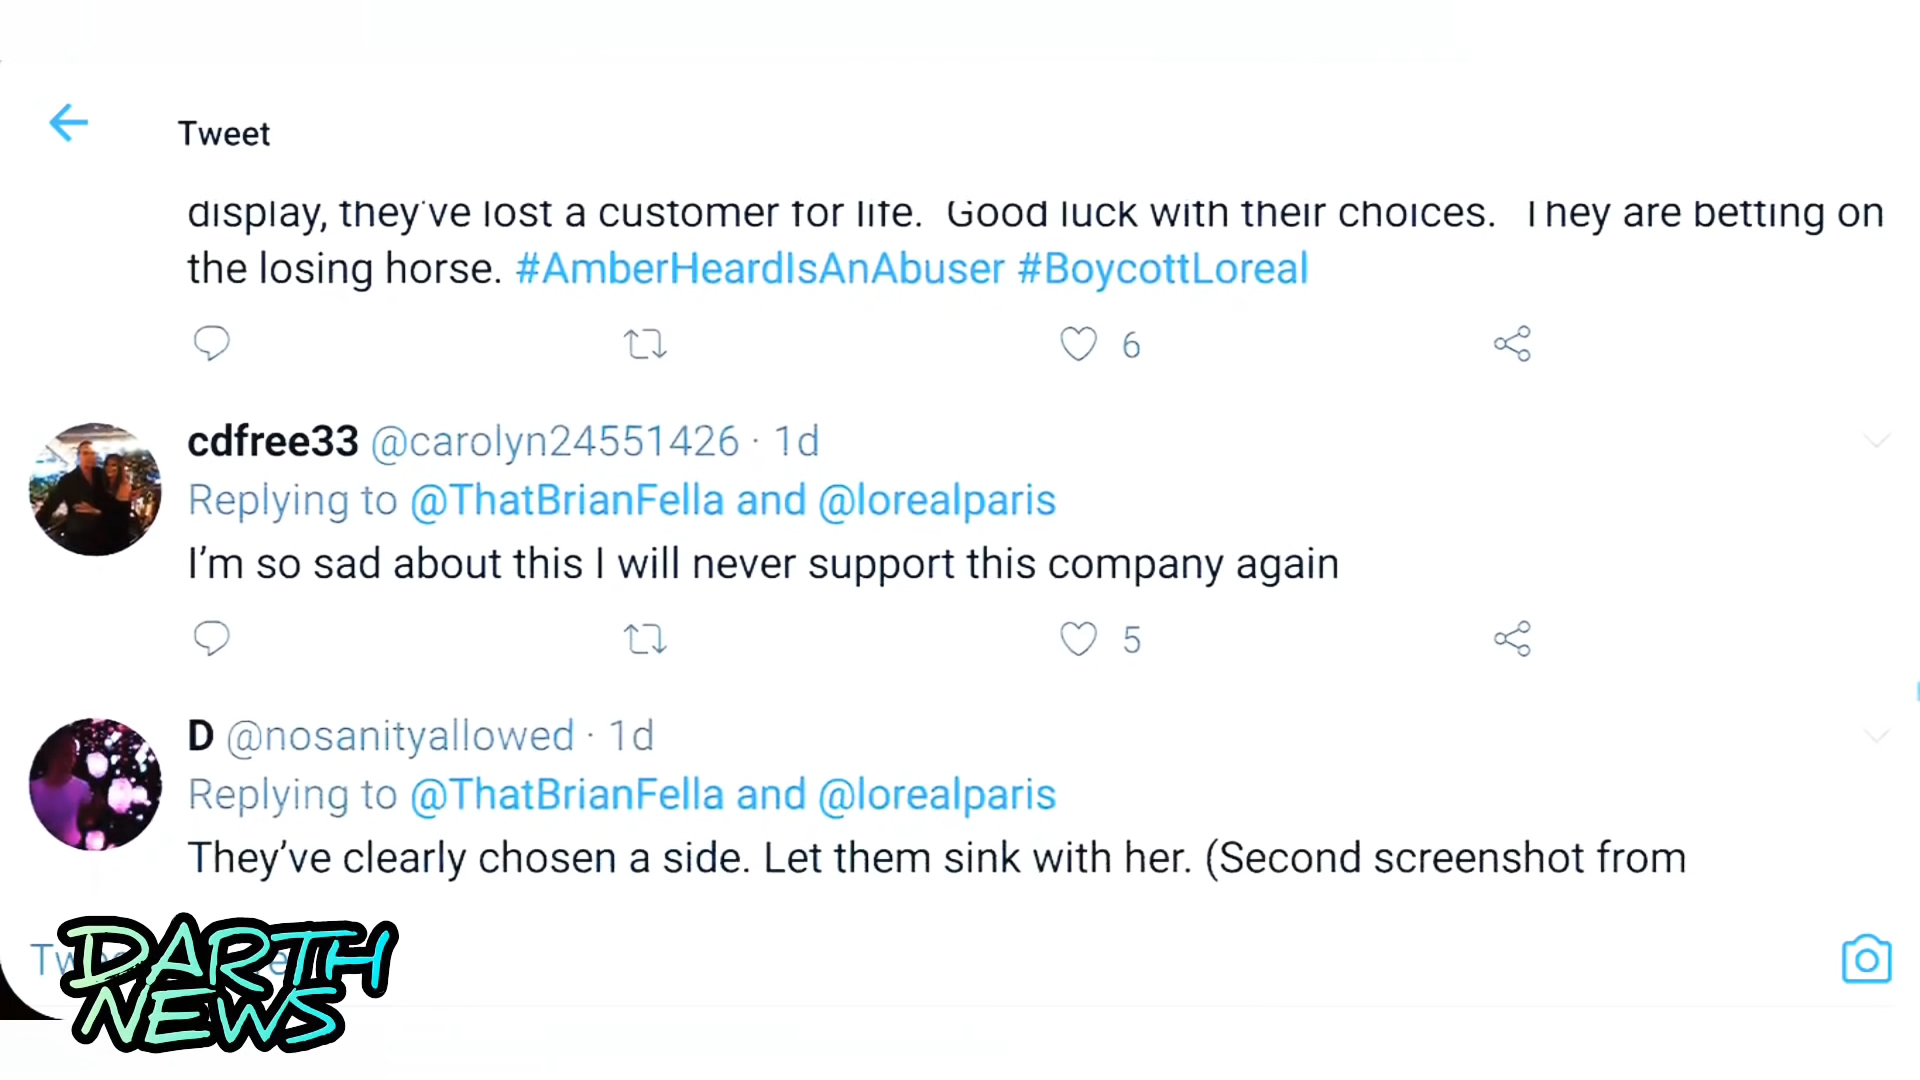 Tweet
display, they've lost a customer for life. Good luck with their choices. They are betting on
the losing horse. #AmberHeardIsAnAbuser #BoycottLoreal
6
cdfree33 @carolyn24551426 · 1d
Replying to @ThatBrianFella and @lorealparis
I'm so sad about this I will never support this company again
5
D @nosanityallowed · 1d
Replying to @ThatBrianFella and @lorealparis
They've clearly chosen a side. Let them sink with her. (Second screenshot from
DARTH
NEWS